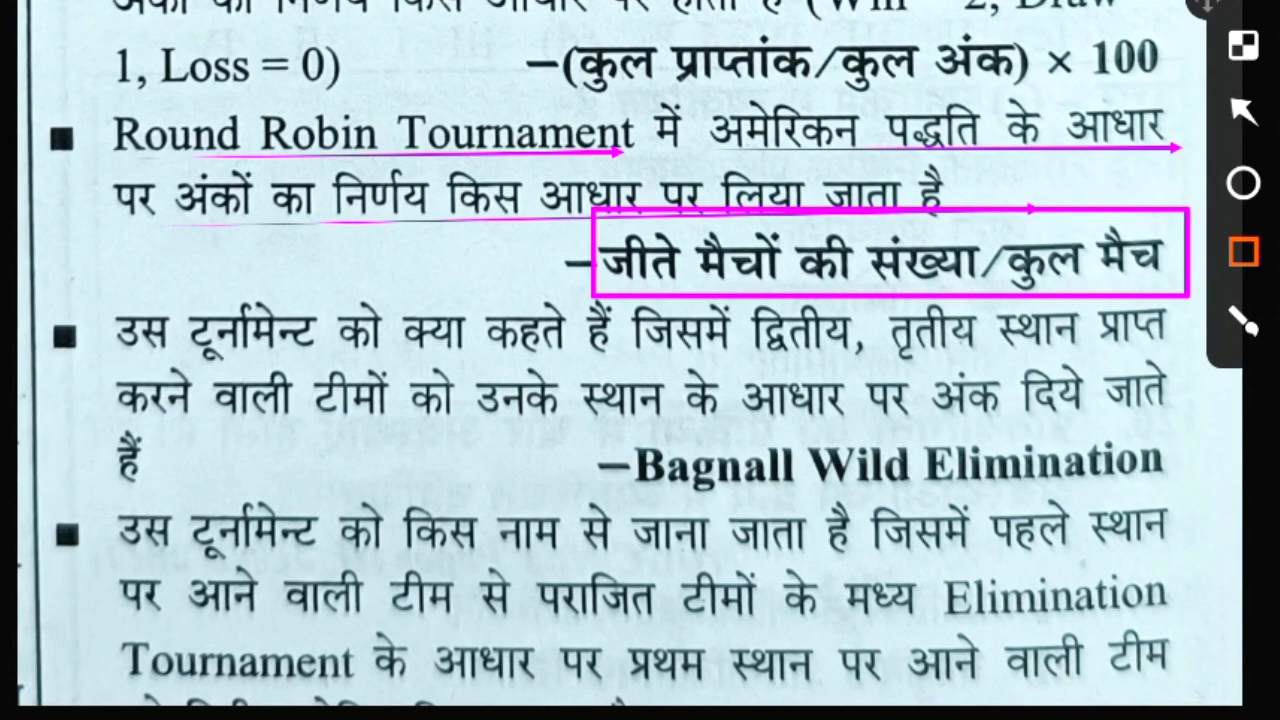 1, Loss = 0) –(कुल प्राप्तांक/कुल अंक) × 100
■ Round Robin Tournament में अमेरिकन पद्धति के आधार
पर अंकों का निर्णय किस आधार पर लिया जाता है
–जीते मैचों की संख्या/कुल मैच
■ उस टूर्नामेन्ट को क्या कहते हैं जिसमें द्वितीय, तृतीय स्थान प्राप्त
करने वाली टीमों को उनके स्थान के आधार पर अंक दिये जाते
हैं –Bagnall Wild Elimination
■ उस टूर्नामेन्ट को किस नाम से जाना जाता है जिसमें पहले स्थान
पर आने वाली टीम से पराजित टीमों के मध्य Elimination
Tournament के आधार पर प्रथम स्थान पर आने वाली टीम